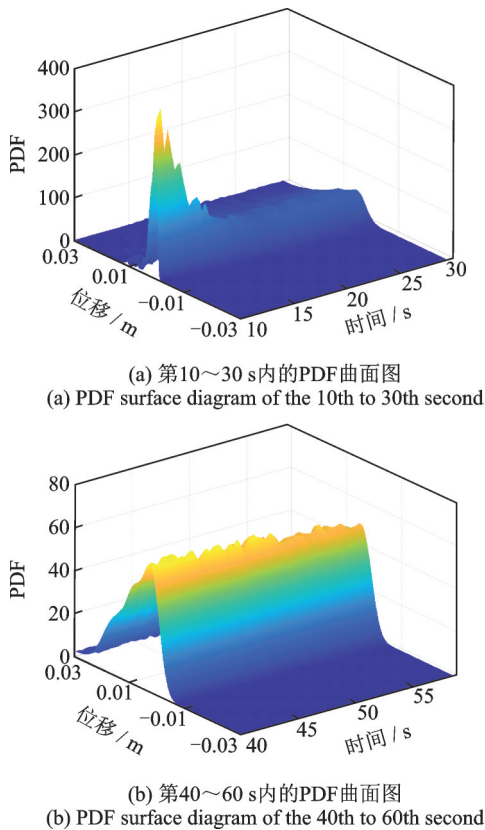 400
300
200
100
0
PDF
0.03
0.01
−0.01
−0.03
位移 / m
10
15
20
25
30
时间 / s
(a) 第10～30 s内的PDF曲面图
(a) PDF surface diagram of the 10th to 30th second
80
60
40
20
0
PDF
0.03
0.01
−0.01
−0.03
位移 / m
40
45
50
55
时间 / s
(b) 第40～60 s内的PDF曲面图
(b) PDF surface diagram of the 40th to 60th second